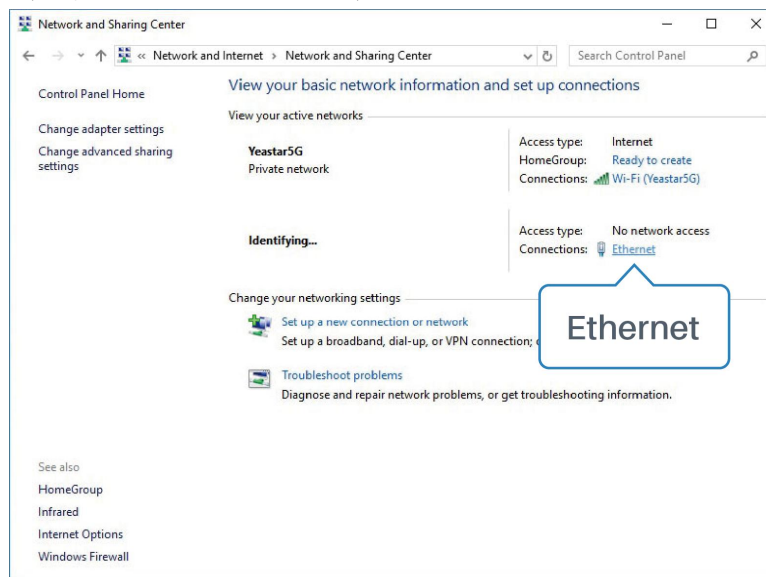 Network and Sharing Center
« Network and Internet › Network and Sharing Center
Search Control Panel
Control Panel Home
Change adapter settings
Change advanced sharing
settings
View your basic network information and set up connections
View your active networks
Yeastar5G
Private network
Access type: Internet
HomeGroup: Ready to create
Connections: Wi-Fi (Yeastar5G)
Identifying...
Access type: No network access
Connections: Ethernet
Ethernet
Change your networking settings
Set up a new connection or network
Set up a broadband, dial-up, or VPN connection;
Troubleshoot problems
Diagnose and repair network problems, or get troubleshooting information.
See also
HomeGroup
Infrared
Internet Options
Windows Firewall